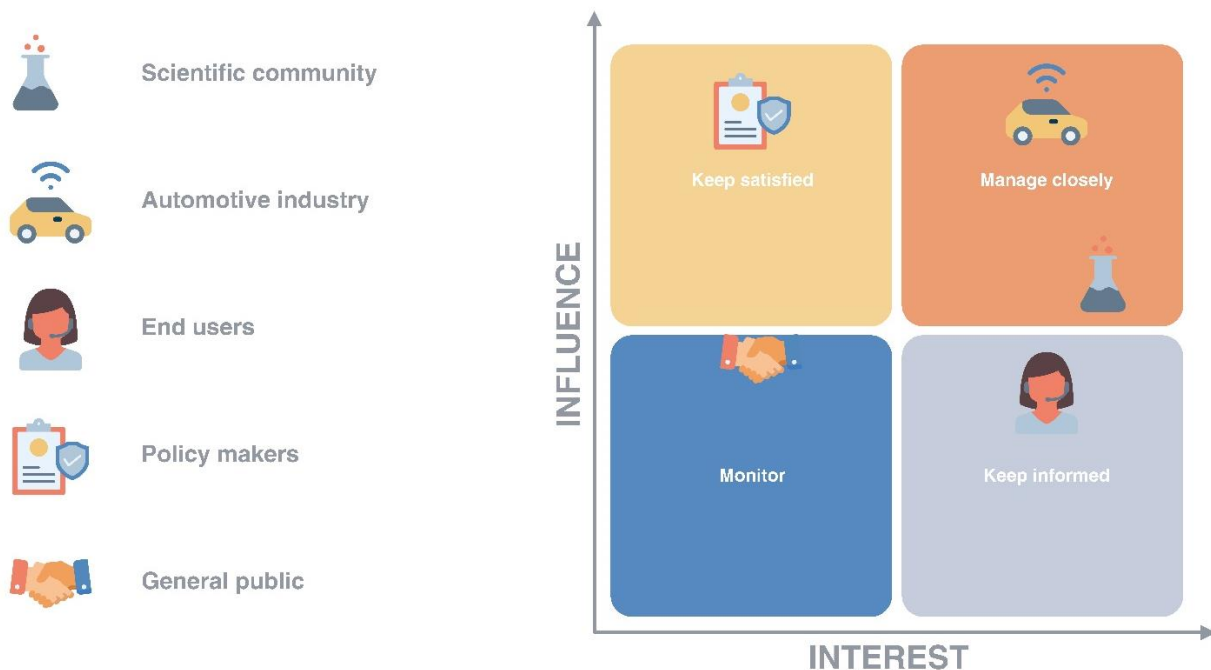 Scientific community
Automotive industry
End users
Policy makers
General public
INFLUENCE
Keep satisfied
Manage closely
Monitor
Keep informed
INTEREST